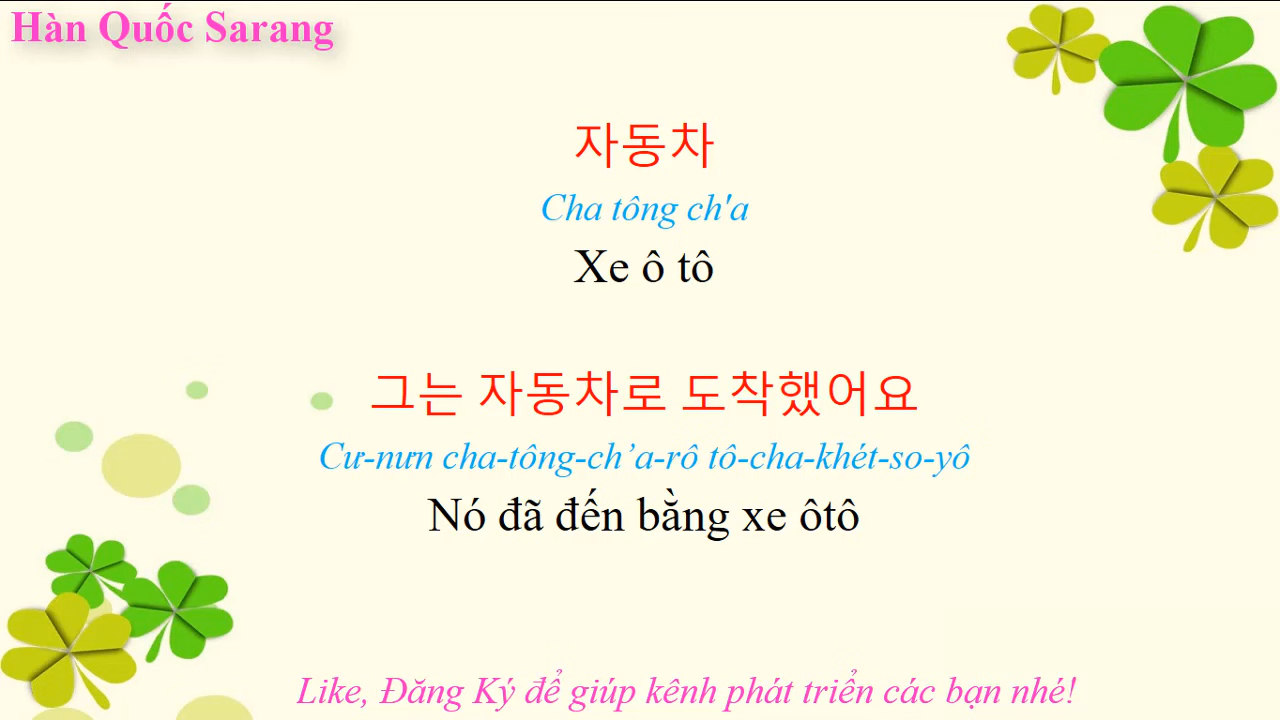 Hàn Quốc Sarang
자동차
Cha tông ch'a
Xe ô tô
그는 자동차로 도착했어요
Cư-nưn cha-tông-ch’a-rô tô-cha-khét-so-yô
Nó đã đến bằng xe ôtô
Like, Đăng Ký để giúp kênh phát triển các bạn nhé!